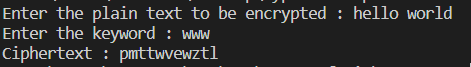 Enter the plain text to be encrypted : hello world
Enter the keyword : www
Ciphertext : pmttwvewztl